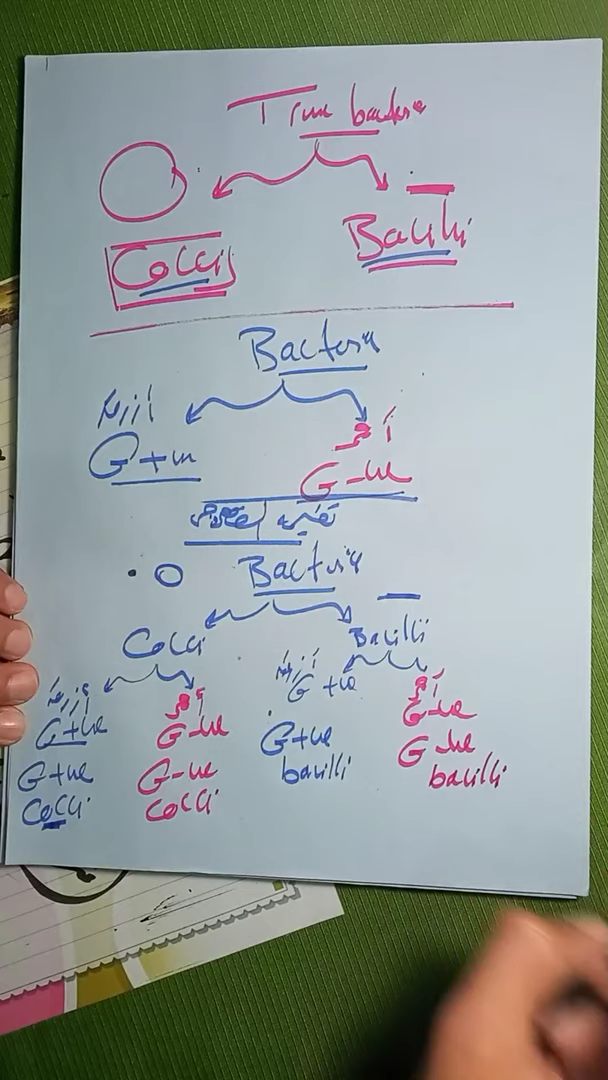 True bacteria
Cocci Bacilli
Bacteria
أزرق أحمر
G+ve G-ve
Bacteria
Cocci Bacilli
أزرق أحمر أزرق أحمر
G+ve G-ve G+ve G-ve
G+ve G-ve G+ve G-ve
cocci cocci bacilli bacilli